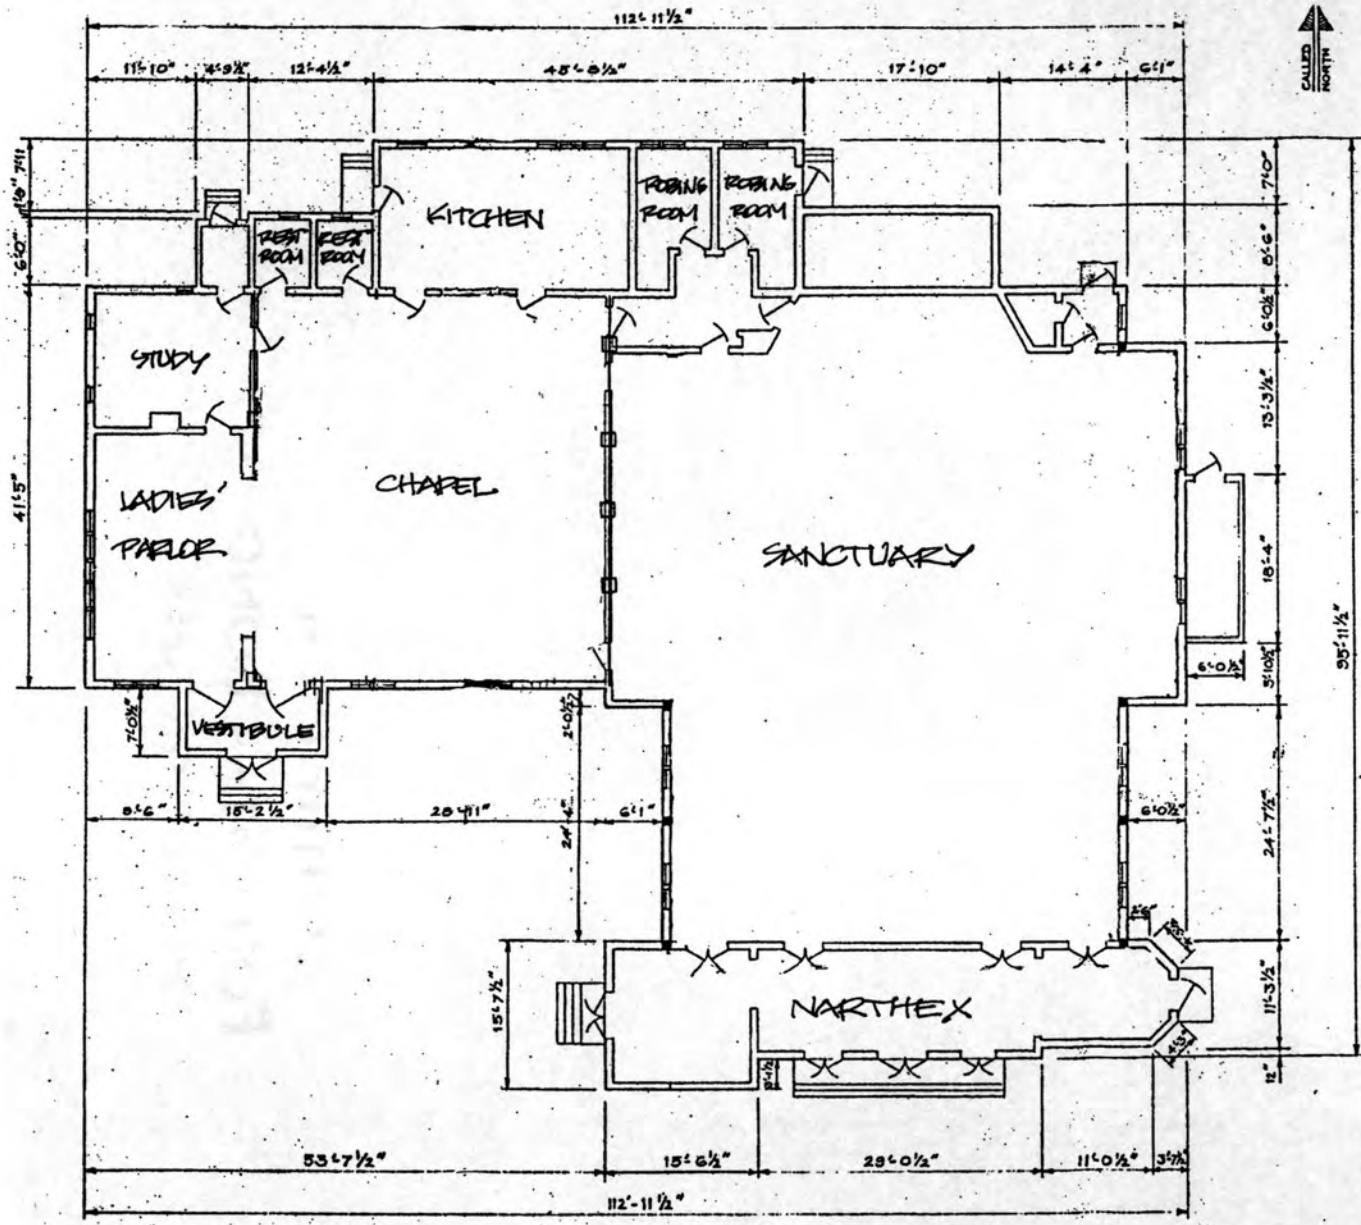 112'-11½"
CALLED
NORTH
11'-10"
4'-9½"
12'-4½"
17'-10"
14'-4"
6'-1"
7'-0"
8'-6"
6'-0"
6'-0½"
KITCHEN
ROBING
ROOM
ROBING
ROOM
REST
ROOM
REST
ROOM
STUDY
13'-3½"
41'-5"
LADIES'
PARLOR
CHAPEL
SANCTUARY
18'-4"
95'-11½"
6'-0½"
5'-10½"
VESTIBULE
7'-0½"
2'-0½"
8'-6"
15'-2½"
28'-11"
6'-1"
24'-4"
6'-0½"
24'-7½"
15'-7½"
NARTHEX
11'-3½"
12"
53'-7½"
15'-6½"
29'-0½"
11'-0½"
112'-11½"